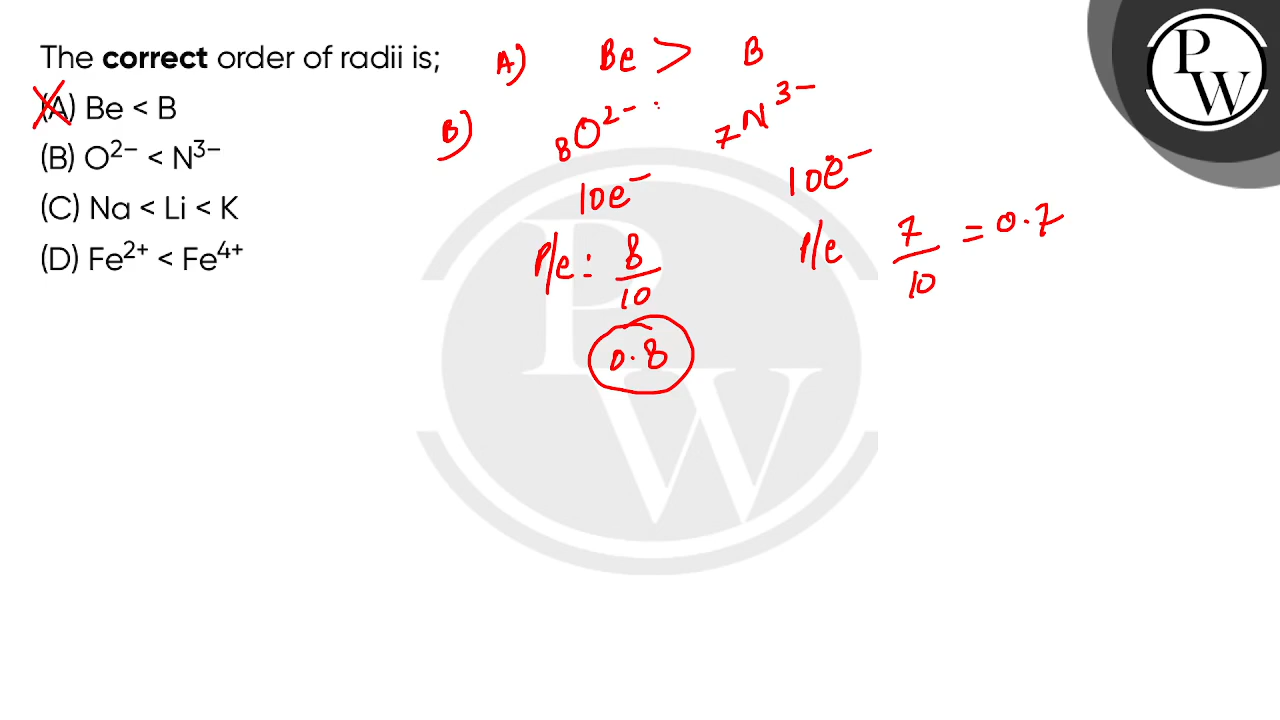 The correct order of radii is;
(A) Be < B
(B) O²⁻ < N³⁻
(C) Na < Li < K
(D) Fe²⁺ < Fe⁴⁺
A) Be > B
B) ₈O²⁻ : ₇N³⁻
10e⁻ 10e⁻
P/e : 8/10 P/e 7/10 = 0.7
0.8
P
W
P
W